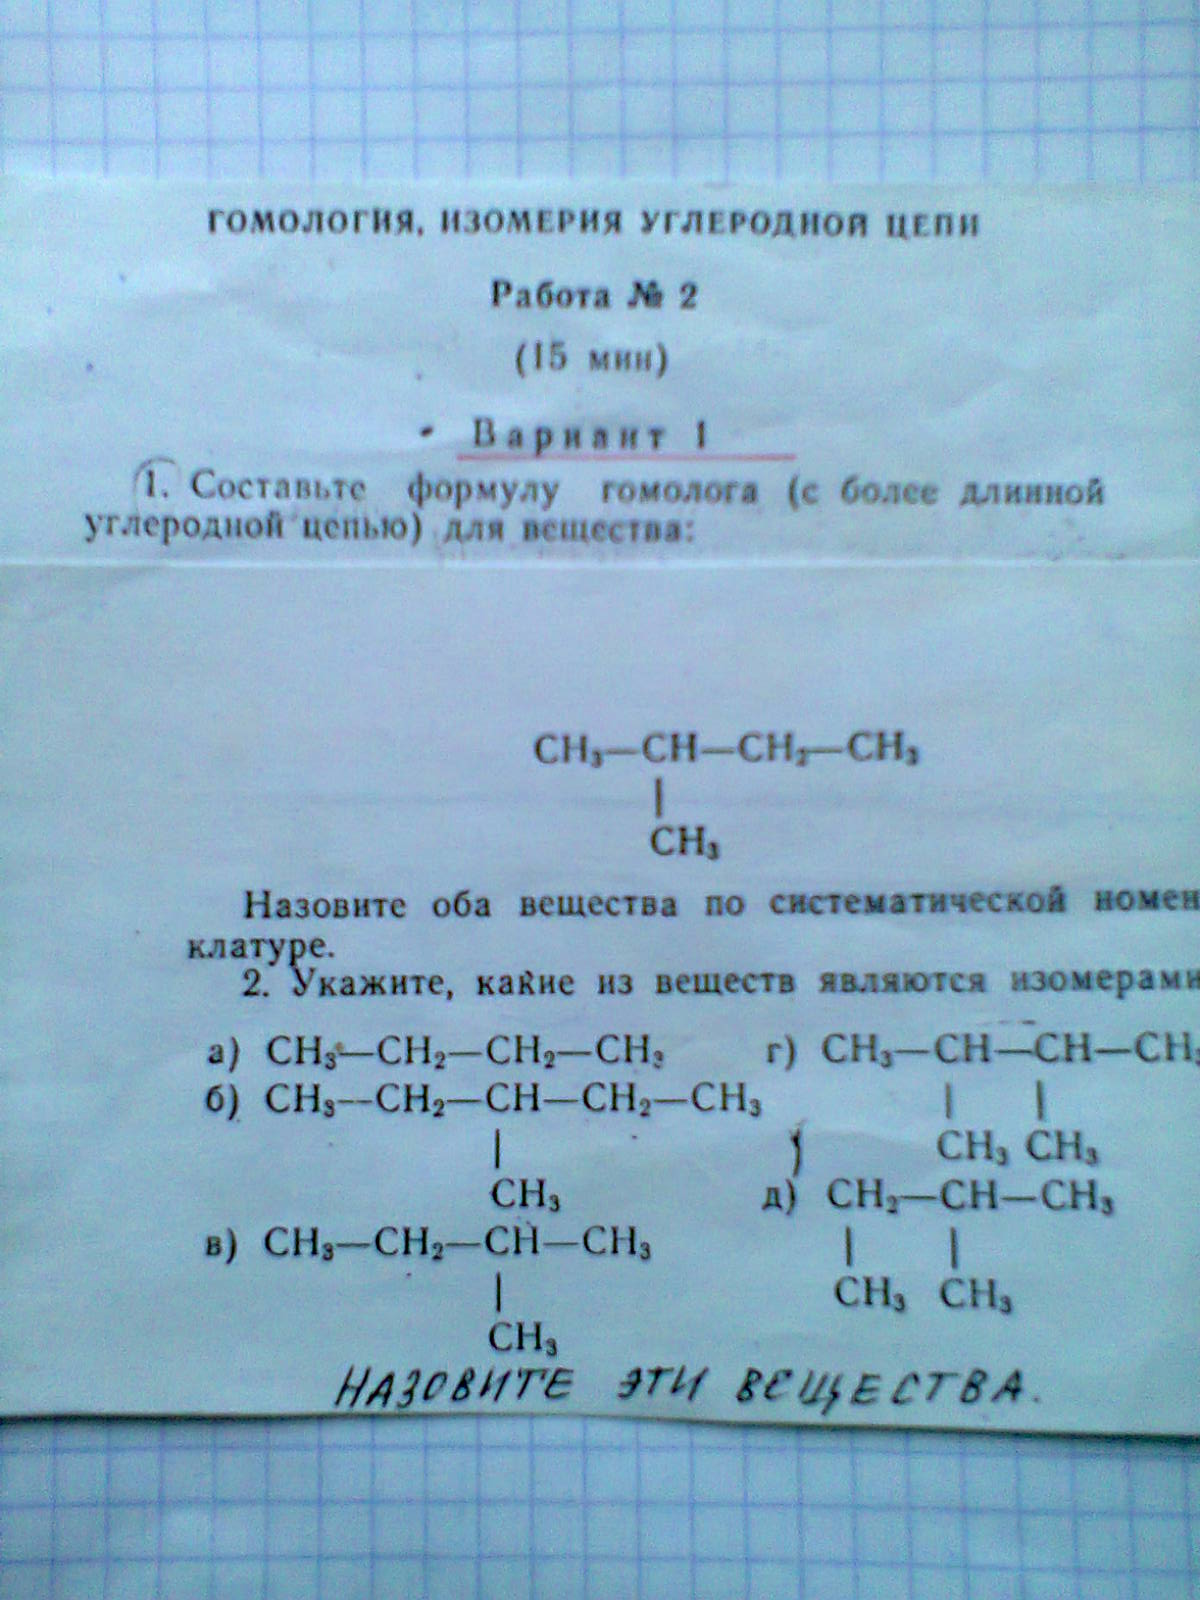 ГОМОЛОГИЯ, ИЗОМЕРИЯ УГЛЕРОДНОЙ ЦЕПИ
Работа № 2
(15 мин)
Вариант 1
1. Составьте формулу гомолога (с более длинной
углеродной цепью) для вещества:
CH₃—CH—CH₂—CH₃
|
CH₃
Назовите оба вещества по систематической номен
клатуре.
2. Укажите, какие из веществ являются изомерами
а) CH₃—CH₂—CH₂—CH₃ г) CH₃—CH—CH—CH₃
б) CH₃—CH₂—CH—CH₂—CH₃ | |
| CH₃ CH₃
CH₃ д) CH₂—CH—CH₃
в) CH₃—CH₂—CH—CH₃ | |
| CH₃ CH₃
CH₃
НАЗОВИТЕ ЭТИ ВЕЩЕСТВА.